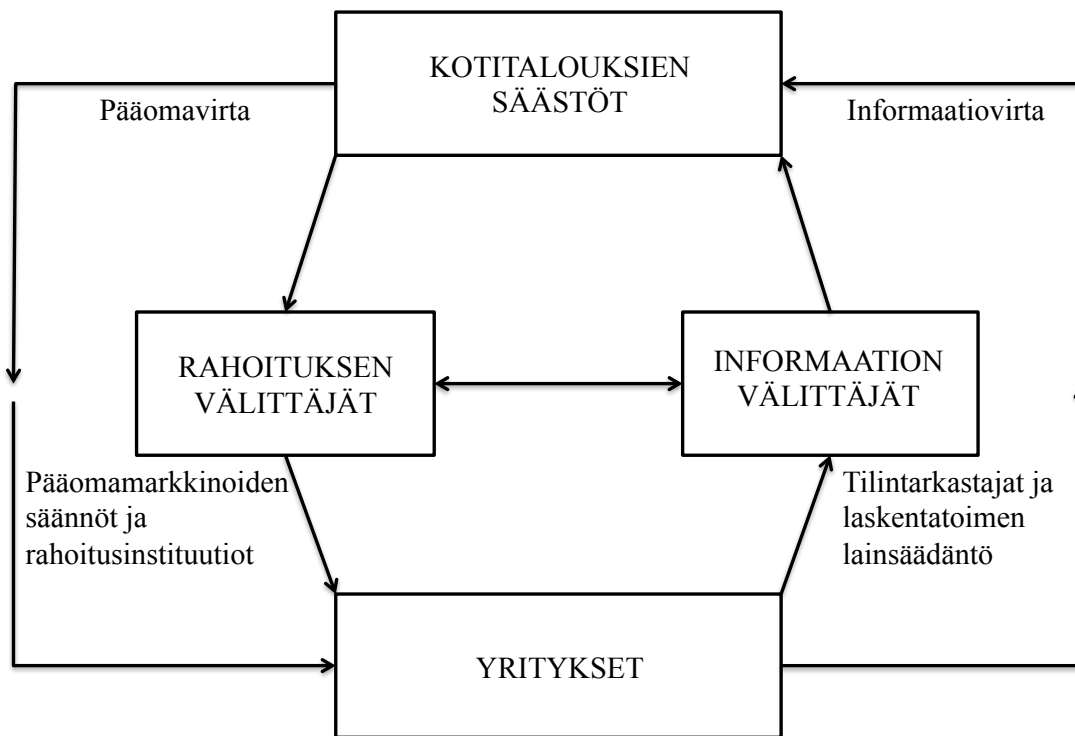 KOTITALOUKSIEN
SÄÄSTÖT
Pääomavirta
Informaatiovirta
RAHOITUKSEN
VÄLITTÄJÄT
INFORMAATION
VÄLITTÄJÄT
Pääomamarkkinoiden
säännöt ja
rahoitusinstituutiot
Tilintarkastajat ja
laskentatoimen
lainsäädäntö
YRITYKSET